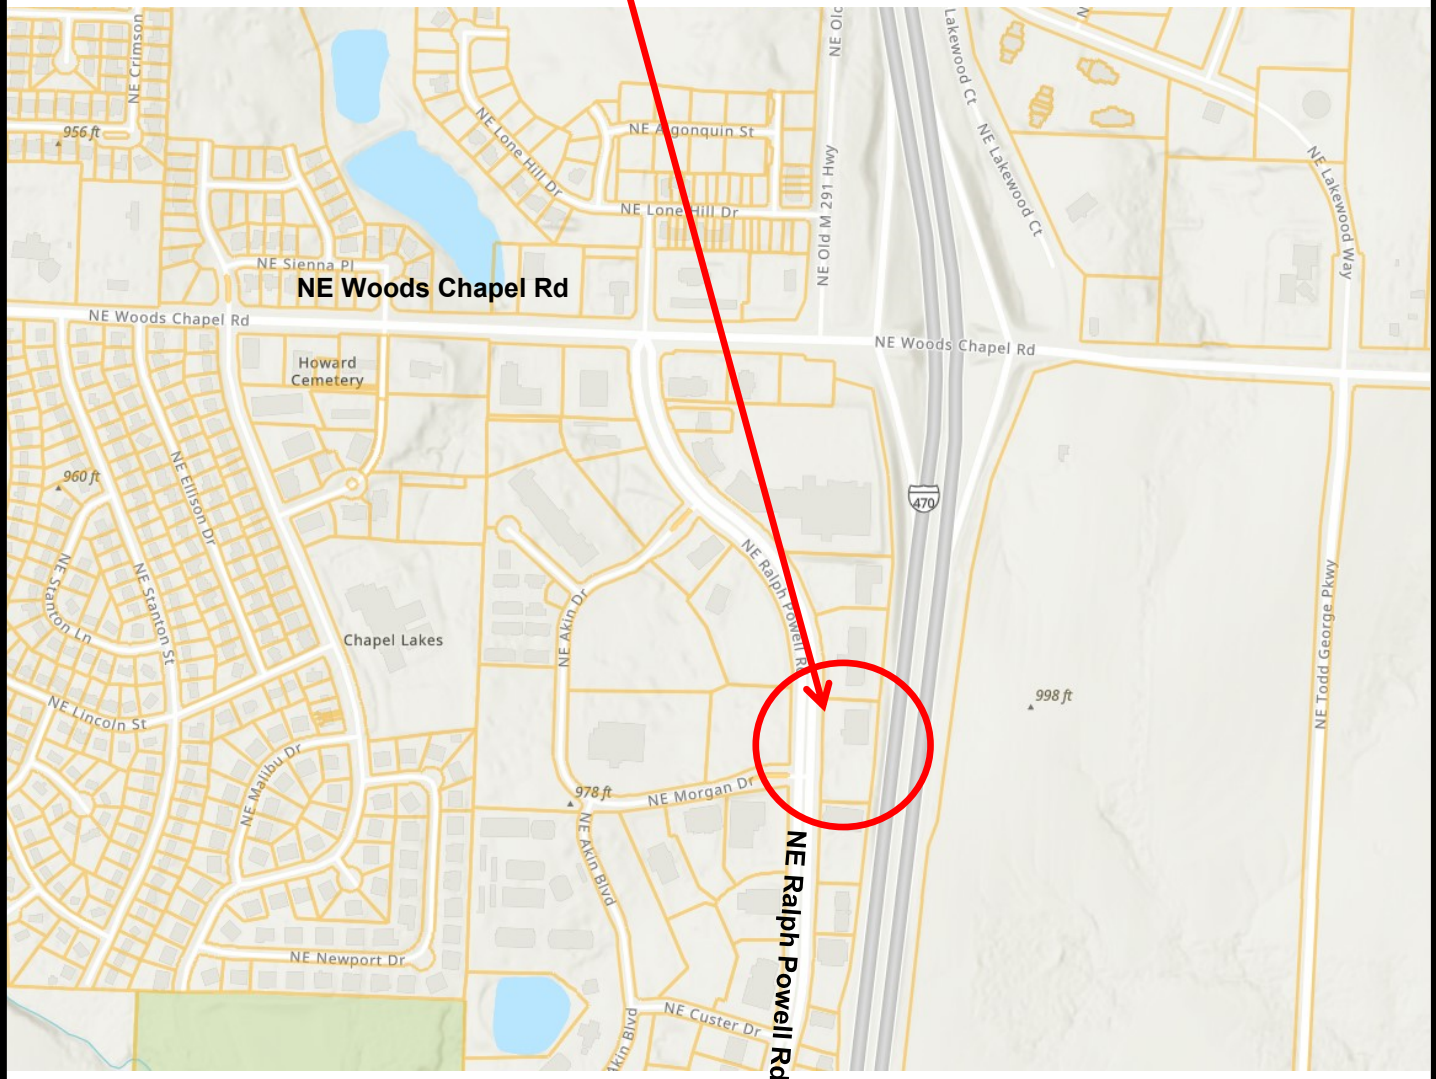 NE Crimson
NE Old
Lakewood Ct
N
956 ft
NE Lone Hill Dr
NE Algonquin St
NE Old M 291 Hwy
NE Lakewood Ct
NE Lakewood Way
NE Lone Hill Dr
NE Sienna Pl
NE Woods Chapel Rd
NE Woods Chapel Rd
NE Woods Chapel Rd
Howard
Cemetery
960 ft
NE Ellison Dr
470
NE Stanton Ln
NE Stanton St
NE Akin Dr
NE Ralph Powell Rd
NE Todd George Pkwy
Chapel Lakes
998 ft
NE Lincoln St
NE Malibu Dr
978 ft
NE Morgan Dr
NE Akin Blvd
NE Ralph Powell Rd
NE Newport Dr
NE Custer Dr
Akin Blvd